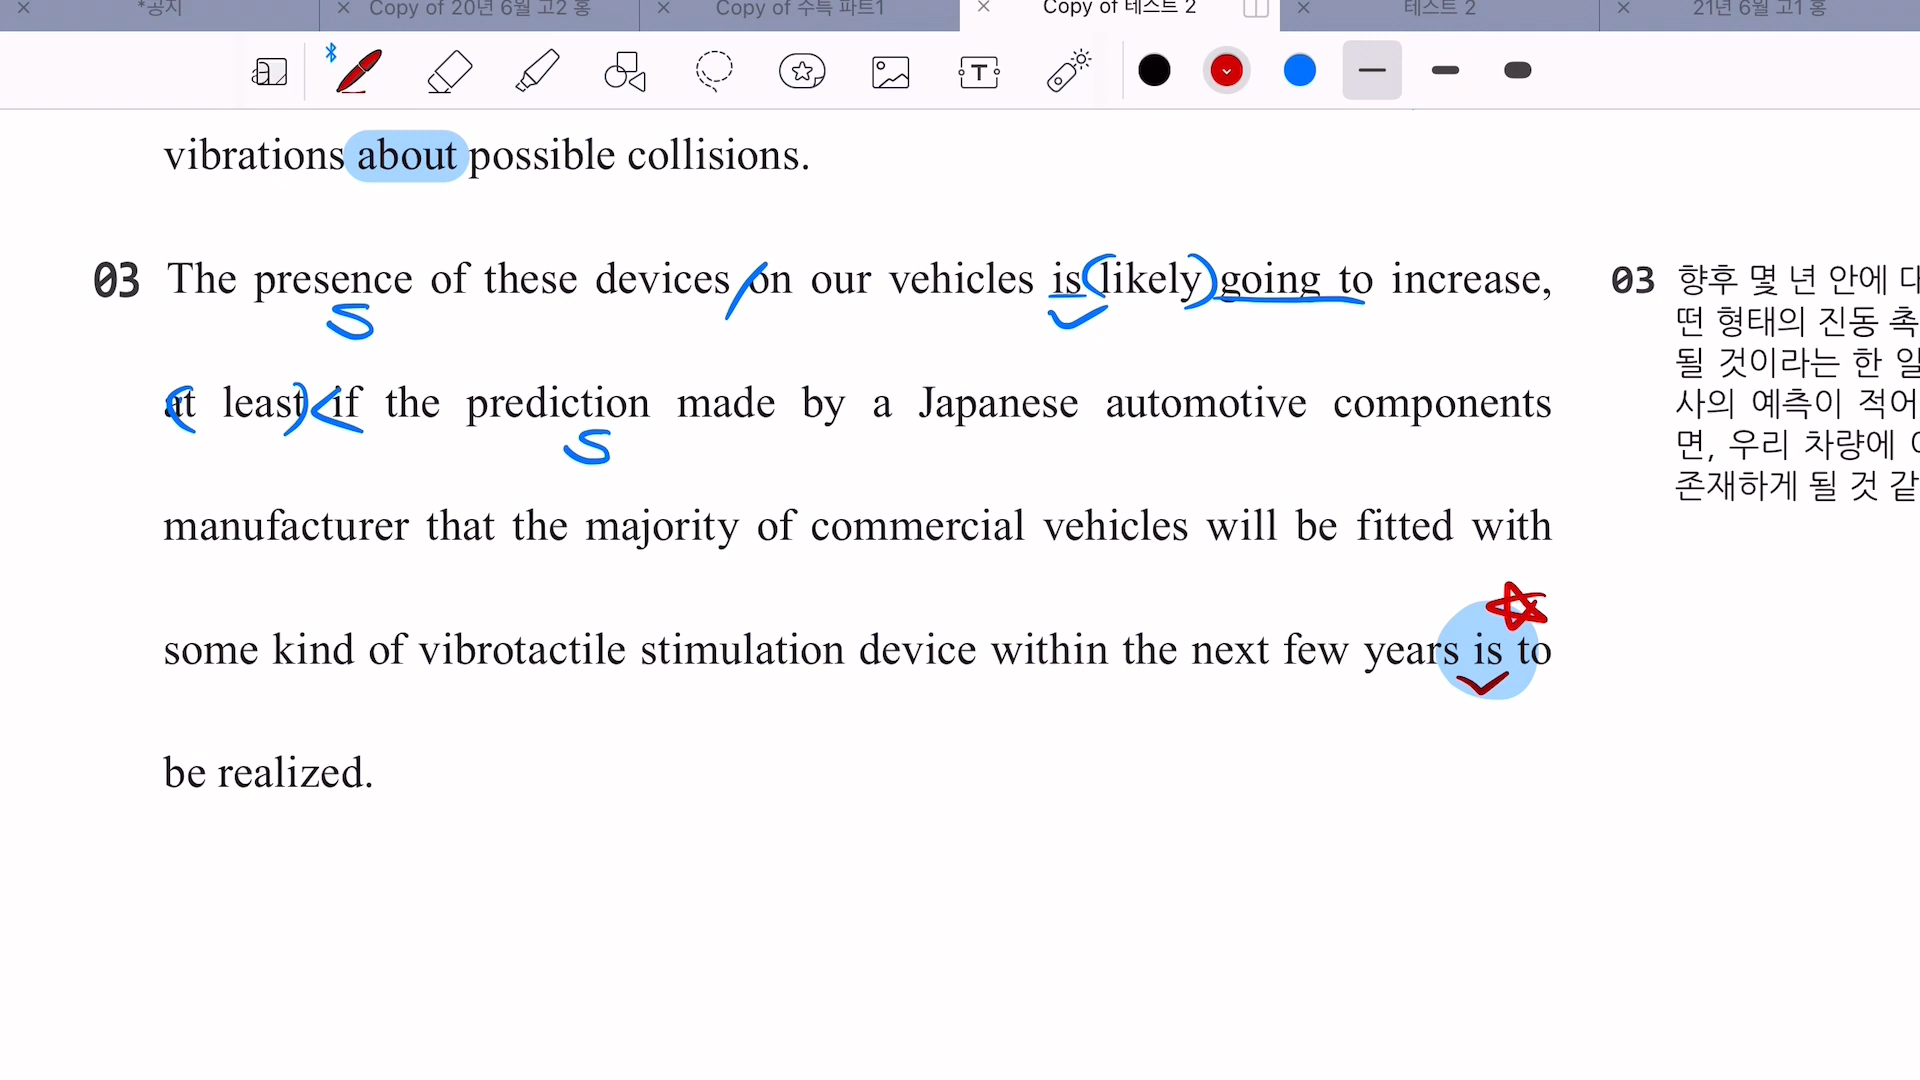 *공지
Copy of 20년 6월 고2 홍
Copy of 수특 파트1
Copy of 테스트 2
테스트 2
21년 6월 고1 홍
T
vibrations about possible collisions.
03 The presence of these devices on our vehicles is likely going to increase,
S
at least if the prediction made by a Japanese automotive components
S
manufacturer that the majority of commercial vehicles will be fitted with
some kind of vibrotactile stimulation device within the next few years is to
be realized.
03 향후 몇 년 안에 대
떤 형태의 진동 촉
될 것이라는 한 일
사의 예측이 적어
면, 우리 차량에
존재하게 될 것 같